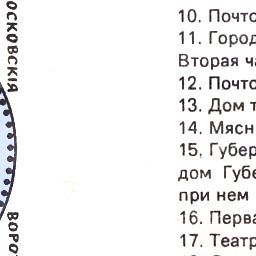 ОСКОВСКІЯ
ВОРО
10. Почто
11. Город
Вторая ча
12. Почто
13. Дом т
14. Мясн
15. Губер
дом Губе
при нем
16. Перва
17. Театр